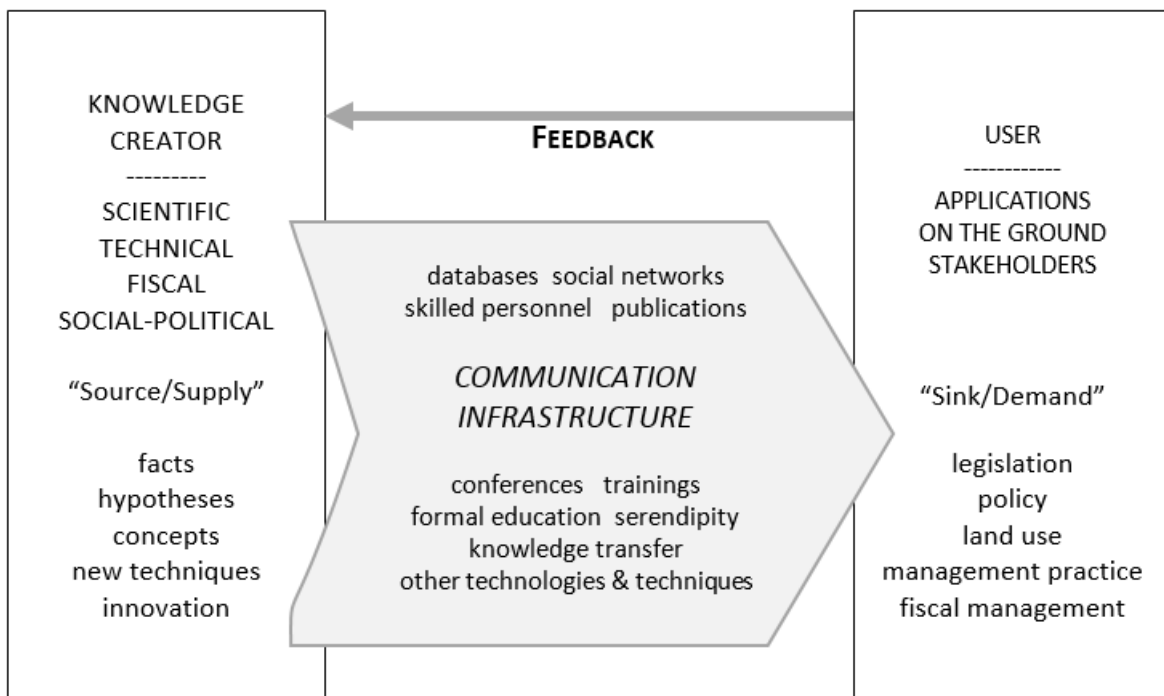 KNOWLEDGE
CREATOR
---------
SCIENTIFIC
TECHNICAL
FISCAL
SOCIAL-POLITICAL
“Source/Supply”
facts
hypotheses
concepts
new techniques
innovation
FEEDBACK
databases social networks
skilled personnel publications
COMMUNICATION
INFRASTRUCTURE
conferences trainings
formal education serendipity
knowledge transfer
other technologies & techniques
USER
------------
APPLICATIONS
ON THE GROUND
STAKEHOLDERS
“Sink/Demand”
legislation
policy
land use
management practice
fiscal management